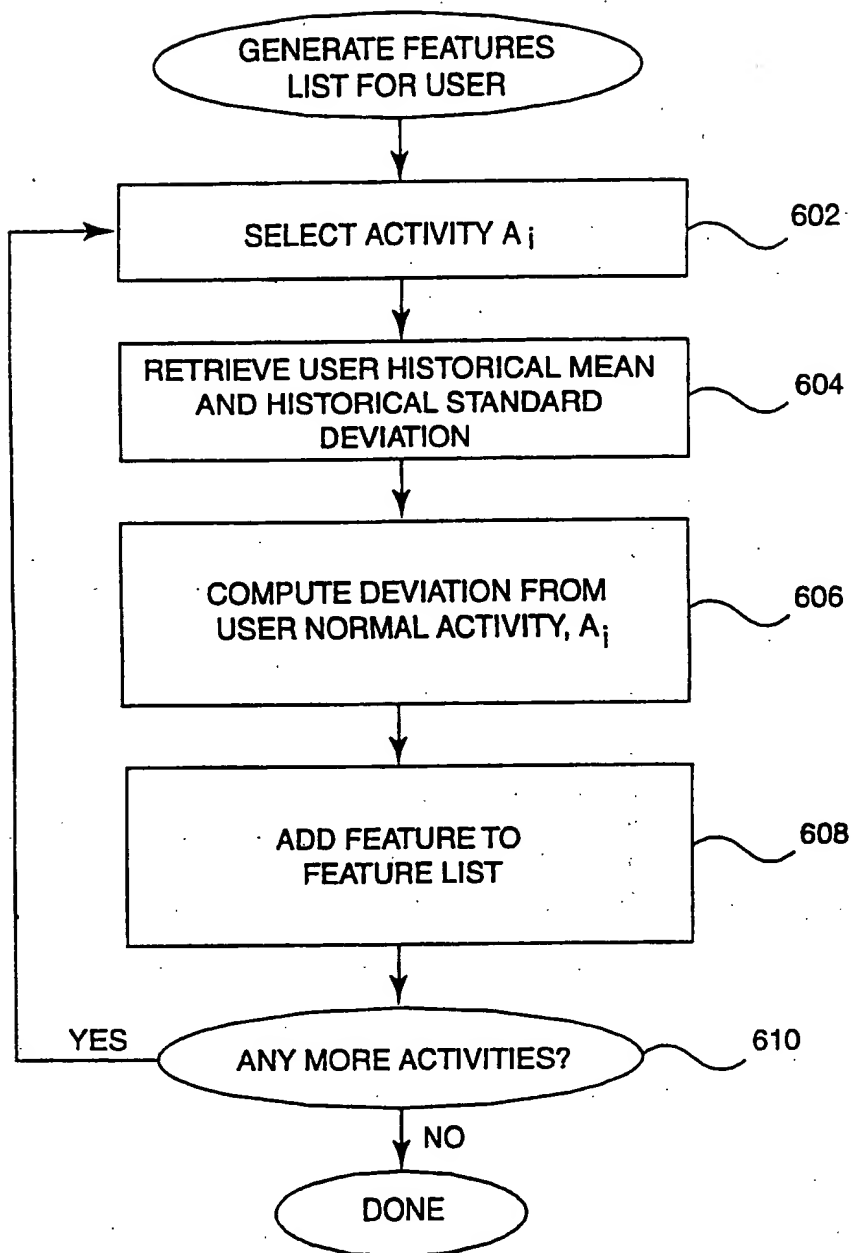 GENERATE FEATURES
LIST FOR USER
SELECT ACTIVITY Ai
602
RETRIEVE USER HISTORICAL MEAN
AND HISTORICAL STANDARD
DEVIATION
604
COMPUTE DEVIATION FROM
USER NORMAL ACTIVITY, Ai
606
ADD FEATURE TO
FEATURE LIST
608
YES
ANY MORE ACTIVITIES?
610
NO
DONE